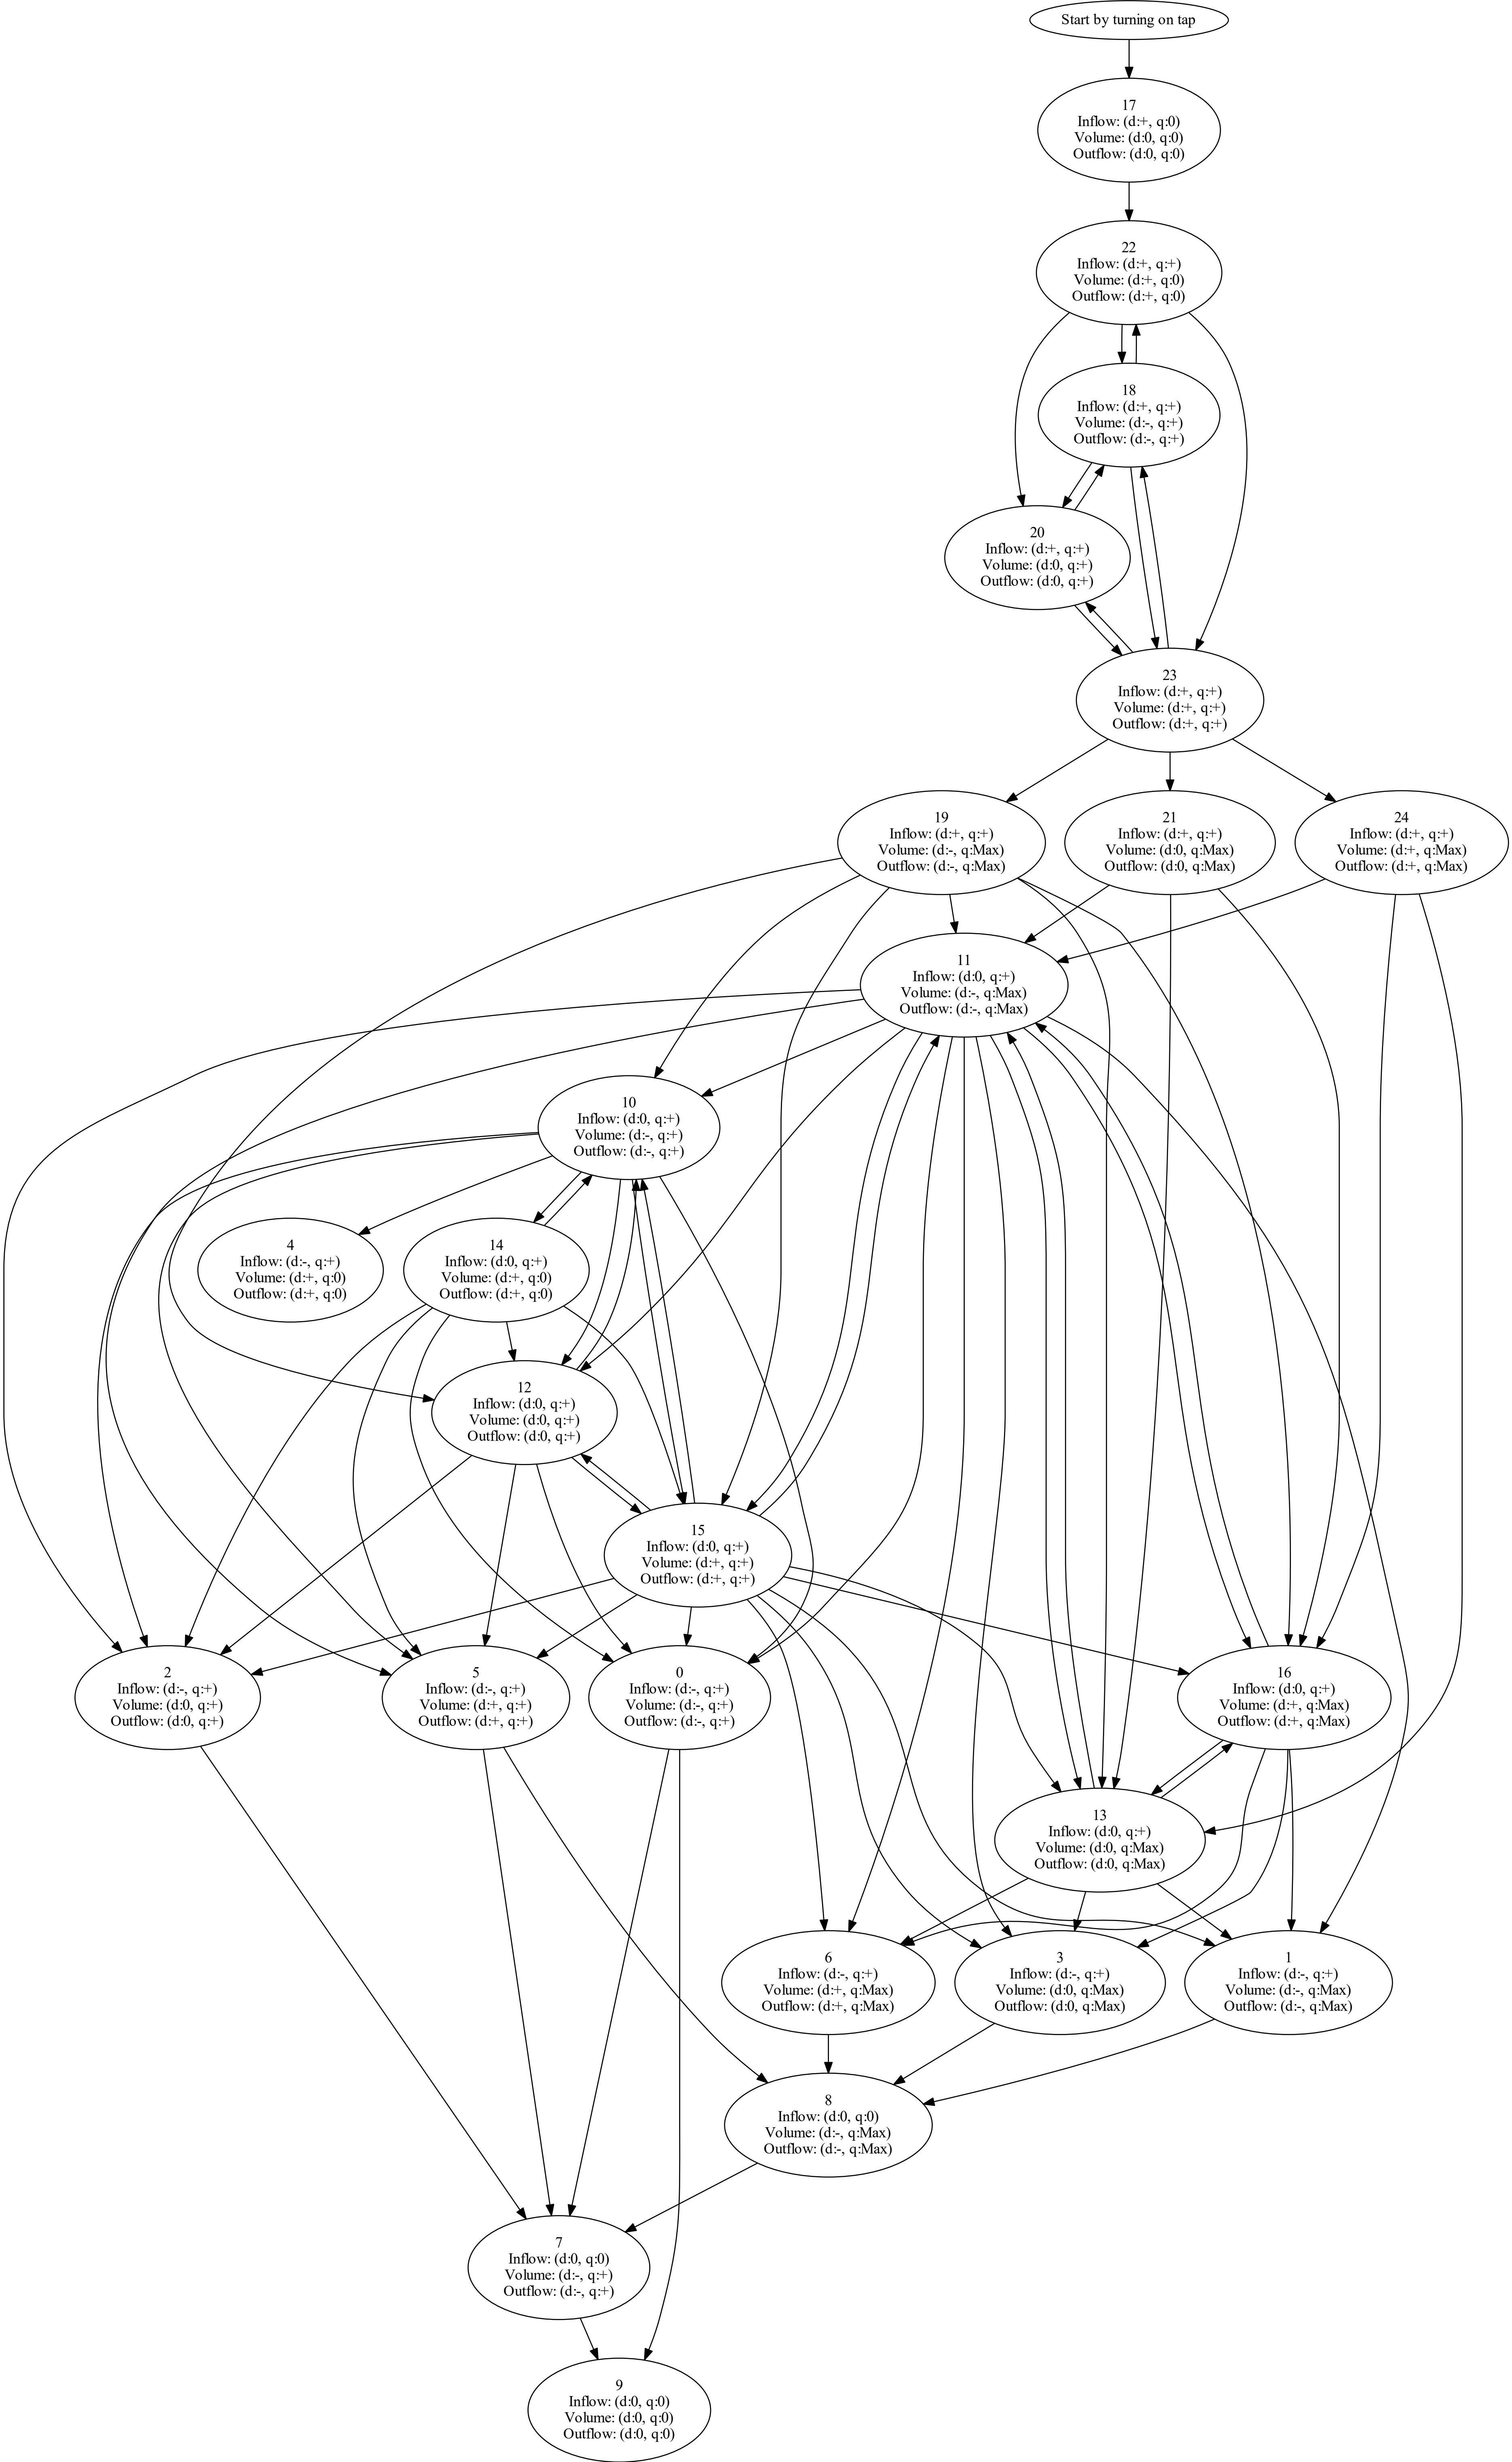 Start by turning on tap
17
Inflow: (d:+, q:0)
Volume: (d:0, q:0)
Outflow: (d:0, q:0)
22
Inflow: (d:+, q:+)
Volume: (d:+, q:0)
Outflow: (d:+, q:0)
18
Inflow: (d:+, q:+)
Volume: (d:-, q:+)
Outflow: (d:-, q:+)
20
Inflow: (d:+, q:+)
Volume: (d:0, q:+)
Outflow: (d:0, q:+)
23
Inflow: (d:+, q:+)
Volume: (d:+, q:+)
Outflow: (d:+, q:+)
19
Inflow: (d:+, q:+)
Volume: (d:-, q:Max)
Outflow: (d:-, q:Max)
21
Inflow: (d:+, q:+)
Volume: (d:0, q:Max)
Outflow: (d:0, q:Max)
24
Inflow: (d:+, q:+)
Volume: (d:+, q:Max)
Outflow: (d:+, q:Max)
11
Inflow: (d:0, q:+)
Volume: (d:-, q:Max)
Outflow: (d:-, q:Max)
10
Inflow: (d:0, q:+)
Volume: (d:-, q:+)
Outflow: (d:-, q:+)
4
Inflow: (d:-, q:+)
Volume: (d:+, q:0)
Outflow: (d:+, q:0)
14
Inflow: (d:0, q:+)
Volume: (d:+, q:0)
Outflow: (d:+, q:0)
12
Inflow: (d:0, q:+)
Volume: (d:0, q:+)
Outflow: (d:0, q:+)
15
Inflow: (d:0, q:+)
Volume: (d:+, q:+)
Outflow: (d:+, q:+)
2
Inflow: (d:-, q:+)
Volume: (d:0, q:+)
Outflow: (d:0, q:+)
5
Inflow: (d:-, q:+)
Volume: (d:+, q:+)
Outflow: (d:+, q:+)
0
Inflow: (d:-, q:+)
Volume: (d:-, q:+)
Outflow: (d:-, q:+)
16
Inflow: (d:0, q:+)
Volume: (d:+, q:Max)
Outflow: (d:+, q:Max)
13
Inflow: (d:0, q:+)
Volume: (d:0, q:Max)
Outflow: (d:0, q:Max)
6
Inflow: (d:-, q:+)
Volume: (d:+, q:Max)
Outflow: (d:+, q:Max)
3
Inflow: (d:-, q:+)
Volume: (d:0, q:Max)
Outflow: (d:0, q:Max)
1
Inflow: (d:-, q:+)
Volume: (d:-, q:Max)
Outflow: (d:-, q:Max)
8
Inflow: (d:0, q:0)
Volume: (d:-, q:Max)
Outflow: (d:-, q:Max)
7
Inflow: (d:0, q:0)
Volume: (d:-, q:+)
Outflow: (d:-, q:+)
9
Inflow: (d:0, q:0)
Volume: (d:0, q:0)
Outflow: (d:0, q:0)